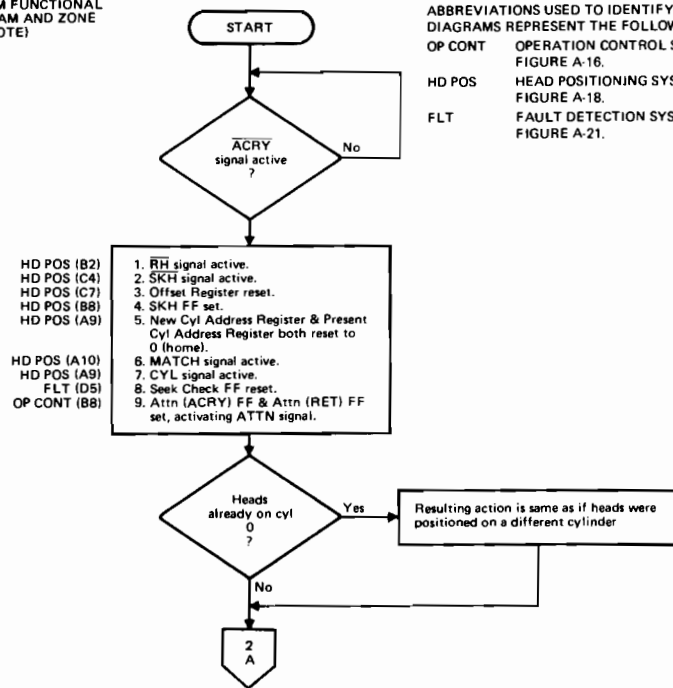 M FUNCTIONAL
AM AND ZONE
OTE)
START
ABBREVIATIONS USED TO IDENTIFY
DIAGRAMS REPRESENT THE FOLLOW
OP CONT OPERATION CONTROL S
FIGURE A-16.
HD POS HEAD POSITIONING SYS
FIGURE A-18.
FLT FAULT DETECTION SYS
FIGURE A-21.
ACRY
signal active
?
No
HD POS (B2) 1. RH signal active.
HD POS (C4) 2. SKH signal active.
HD POS (C7) 3. Offset Register reset.
HD POS (B8) 4. SKH FF set.
HD POS (A9) 5. New Cyl Address Register & Present
Cyl Address Register both reset to
0 (home).
HD POS (A10) 6. MATCH signal active.
HD POS (A9) 7. CYL signal active.
FLT (D5) 8. Seek Check FF reset.
OP CONT (B8) 9. Attn (ACRY) FF & Attn (RET) FF
set, activating ATTN signal.
Heads
already on cyl
0
?
Yes
Resulting action is same as if heads were
positioned on a different cylinder
No
2
A